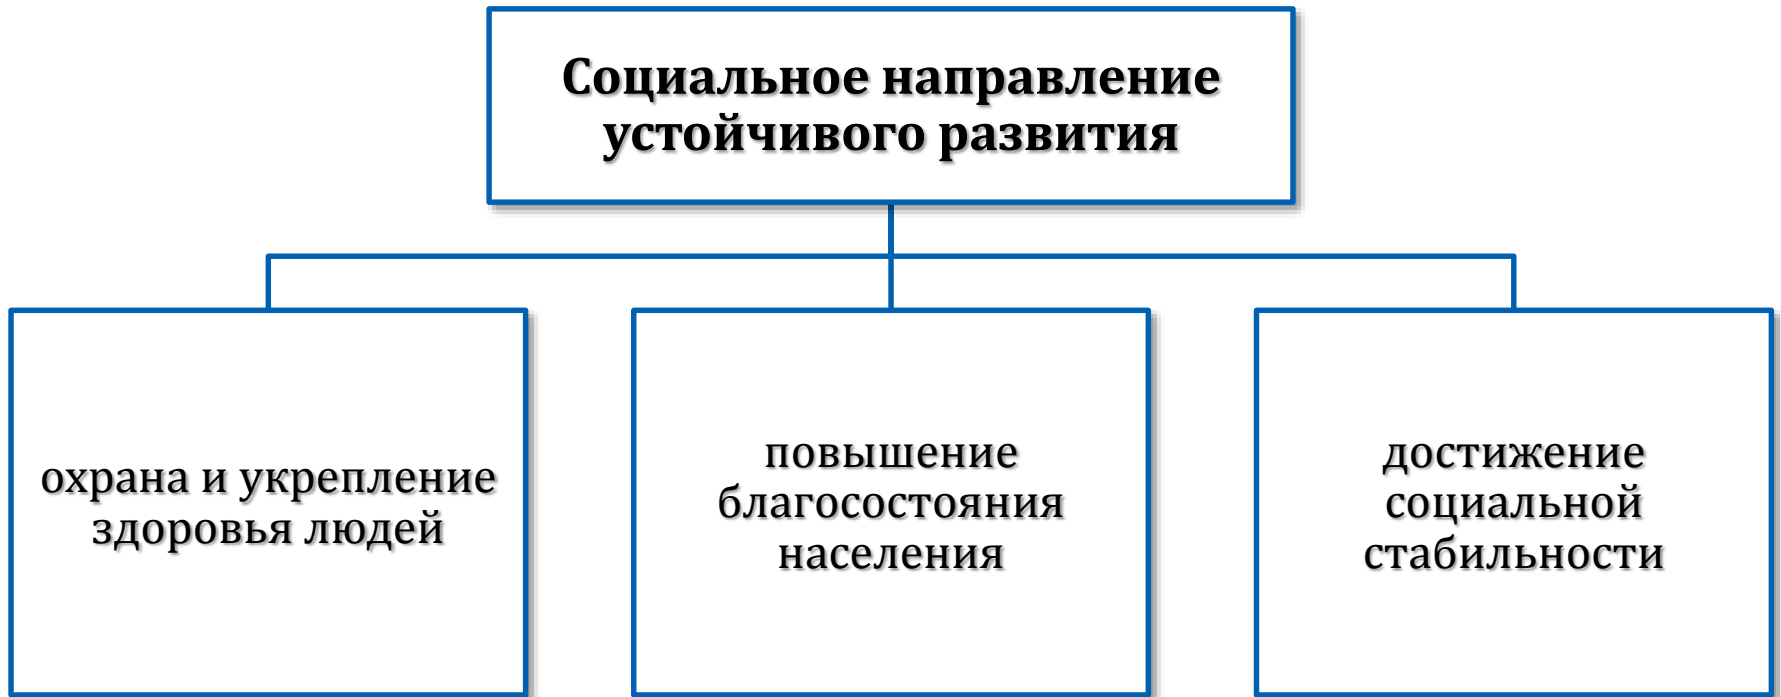 Социальное направление
устойчивого развития
охрана и укрепление
здоровья людей
повышение
благосостояния
населения
достижение
социальной
стабильности